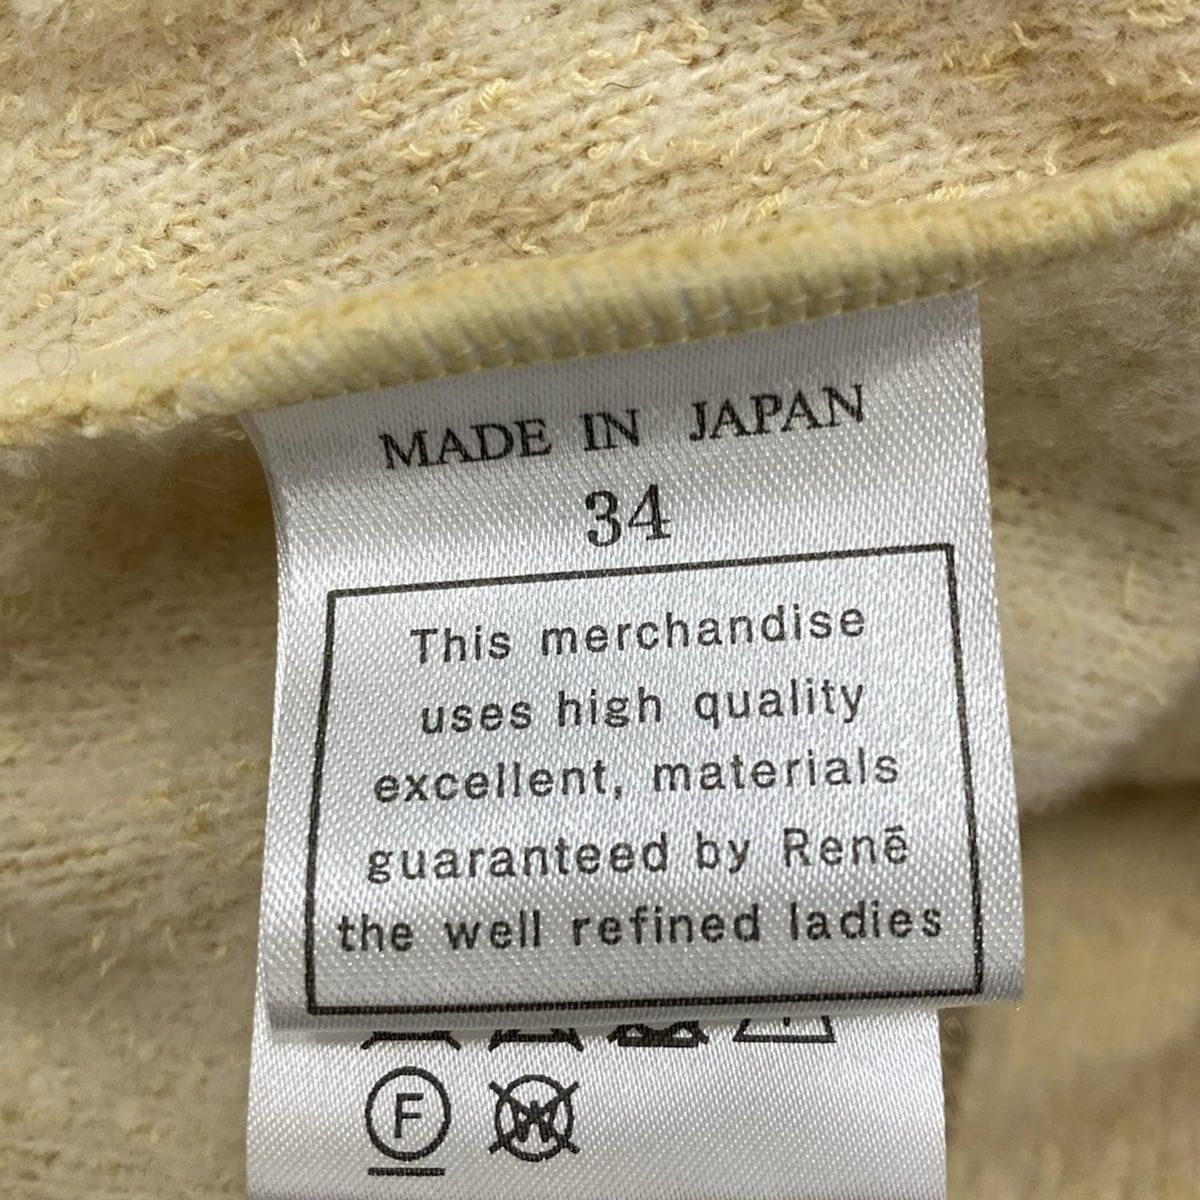 MADE IN JAPAN
34
This merchandise
uses high quality
excellent, materials
guaranteed by Renē
the well refined ladies
F
W